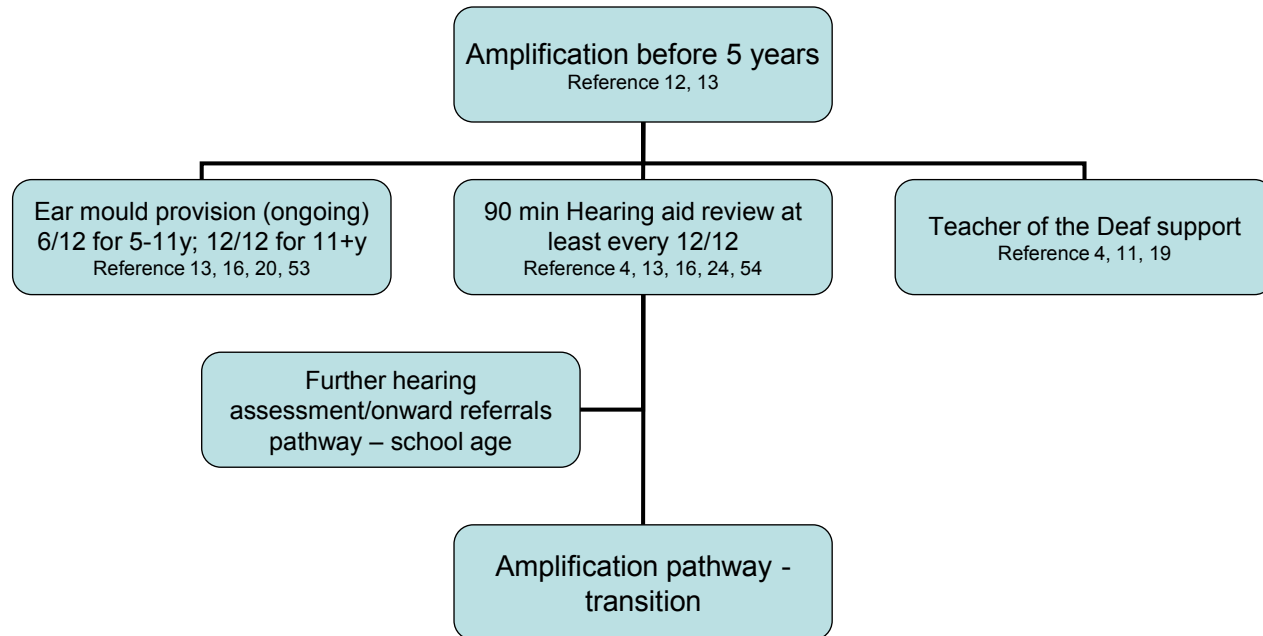 Amplification before 5 years
Reference 12, 13
Ear mould provision (ongoing)
6/12 for 5-11y; 12/12 for 11+y
Reference 13, 16, 20, 53
90 min Hearing aid review at
least every 12/12
Reference 4, 13, 16, 24, 54
Teacher of the Deaf support
Reference 4, 11, 19
Further hearing
assessment/onward referrals
pathway – school age
Amplification pathway -
transition